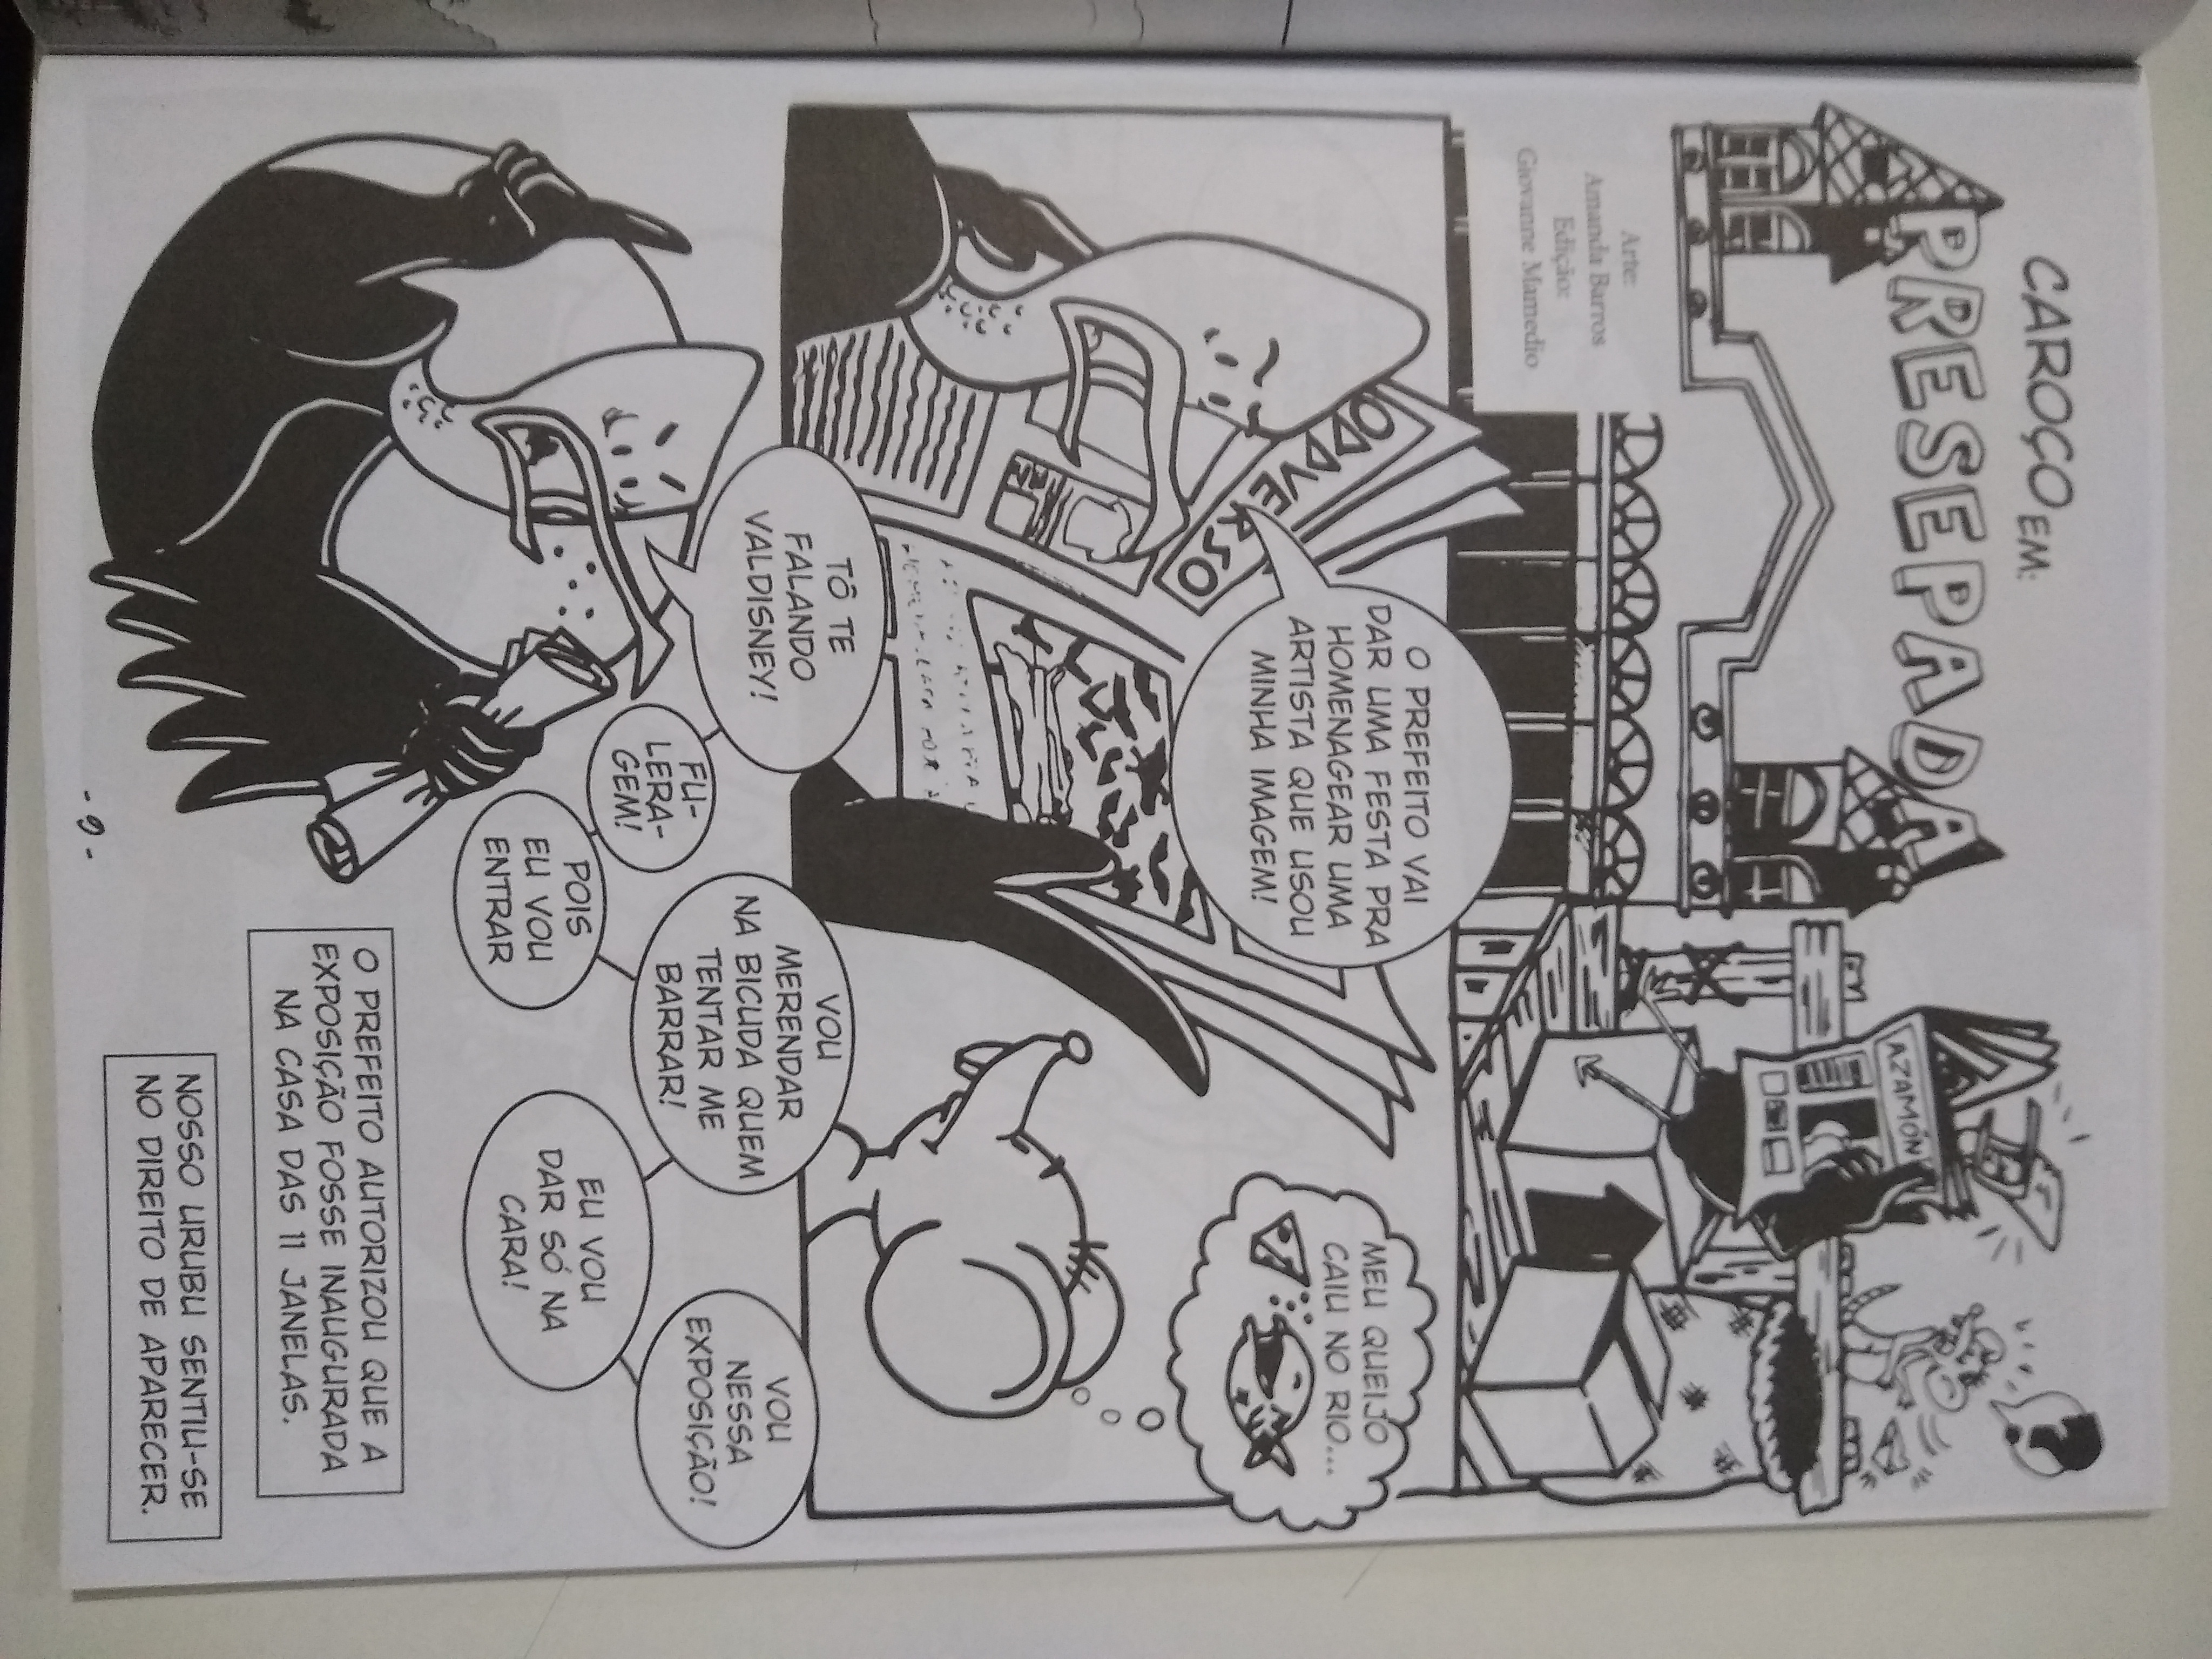 CAROÇO EM:
PRESEPADA
?
AZAMÓN
Arte:
Amanda Barros
Edição:
Giovanne Mamedio
ODDVERSO
O PREFEITO VAI
DAR UMA FESTA PRA
HOMENAGEAR UMA
ARTISTA QUE USOU
MINHA IMAGEM!
MEU QUEIJO
CAIU NO RIO...
TÔ TE
FALANDO
VALDISNEY!
FU-
LERA-
GEM!
POIS
EU VOU
ENTRAR
VOU
MERENDAR
NA BICUDA QUEM
TENTAR ME
BARRAR!
EU VOU
DAR SÓ NA
CARA!
VOU
NESSA
EXPOSIÇÃO!
O PREFEITO AUTORIZOU QUE A
EXPOSIÇÃO FOSSE INAUGURADA
NA CASA DAS 11 JANELAS.
NOSSO URUBU SENTIU-SE
NO DIREITO DE APARECER.
- 9 -